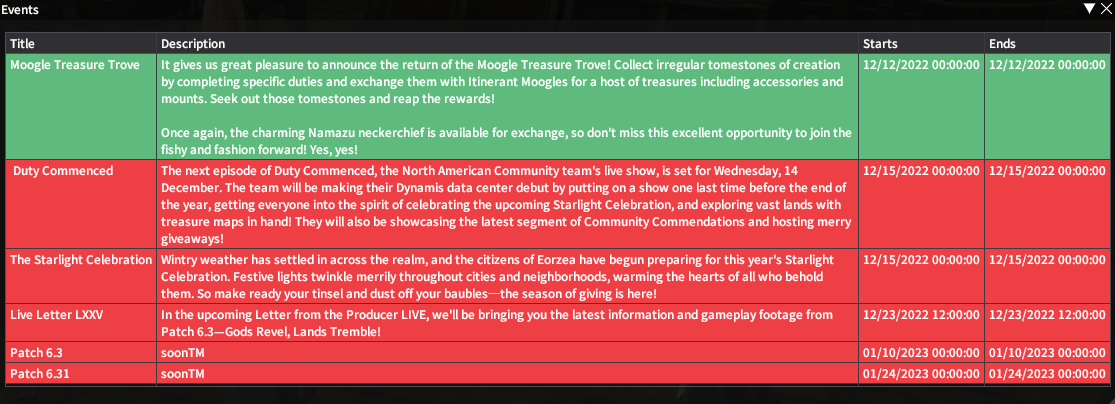 Events
Title Description Starts Ends
Moogle Treasure Trove It gives us great pleasure to announce the return of the Moogle Treasure Trove! Collect irregular tomestones of creation 12/12/2022 00:00:00 12/12/2022 00:00:00
by completing specific duties and exchange them with Itinerant Moogles for a host of treasures including accessories and
mounts. Seek out those tomestones and reap the rewards!
Once again, the charming Namazu neckerchief is available for exchange, so don't miss this excellent opportunity to join the
fishy and fashion forward! Yes, yes!
Duty Commenced The next episode of Duty Commenced, the North American Community team's live show, is set for Wednesday, 14 12/15/2022 00:00:00 12/15/2022 00:00:00
December. The team will be making their Dynamis data center debut by putting on a show one last time before the end of
the year, getting everyone into the spirit of celebrating the upcoming Starlight Celebration, and exploring vast lands with
treasure maps in hand! They will also be showcasing the latest segment of Community Commendations and hosting merry
giveaways!
The Starlight Celebration Wintry weather has settled in across the realm, and the citizens of Eorzea have begun preparing for this year's Starlight 12/15/2022 00:00:00 12/15/2022 00:00:00
Celebration. Festive lights twinkle merrily throughout cities and neighborhoods, warming the hearts of all who behold
them. So make ready your tinsel and dust off your baubles—the season of giving is here!
Live Letter LXXV In the upcoming Letter from the Producer LIVE, we'll be bringing you the latest information and gameplay footage from 12/23/2022 12:00:00 12/23/2022 12:00:00
Patch 6.3—Gods Revel, Lands Tremble!
Patch 6.3 soonTM 01/10/2023 00:00:00 01/10/2023 00:00:00
Patch 6.31 soonTM 01/24/2023 00:00:00 01/24/2023 00:00:00